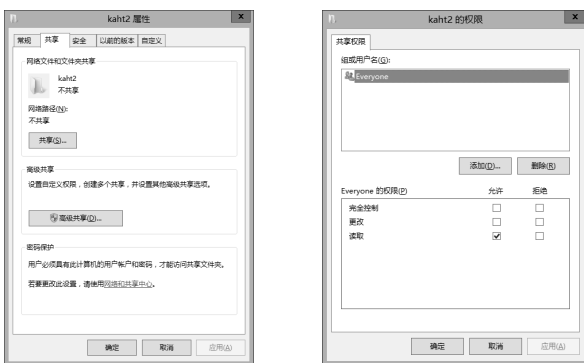 kaht2 属性
x
常规 共享 安全 以前的版本 自定义
网络文件和文件夹共享
kaht2
不共享
网络路径(N):
不共享
共享(S)...
高级共享
设置自定义权限，创建多个共享，并设置其他高级共享选项。
高级共享(D)...
密码保护
用户必须具有此计算机的用户帐户和密码，才能访问共享文件夹。
若要更改此设置，请使用网络和共享中心。
确定 取消 应用(A)
kaht2 的权限
x
共享权限
组或用户名(G):
Everyone
添加(D)... 删除(R)
Everyone 的权限(P) 允许 拒绝
完全控制
更改
读取
确定 取消 应用(A)